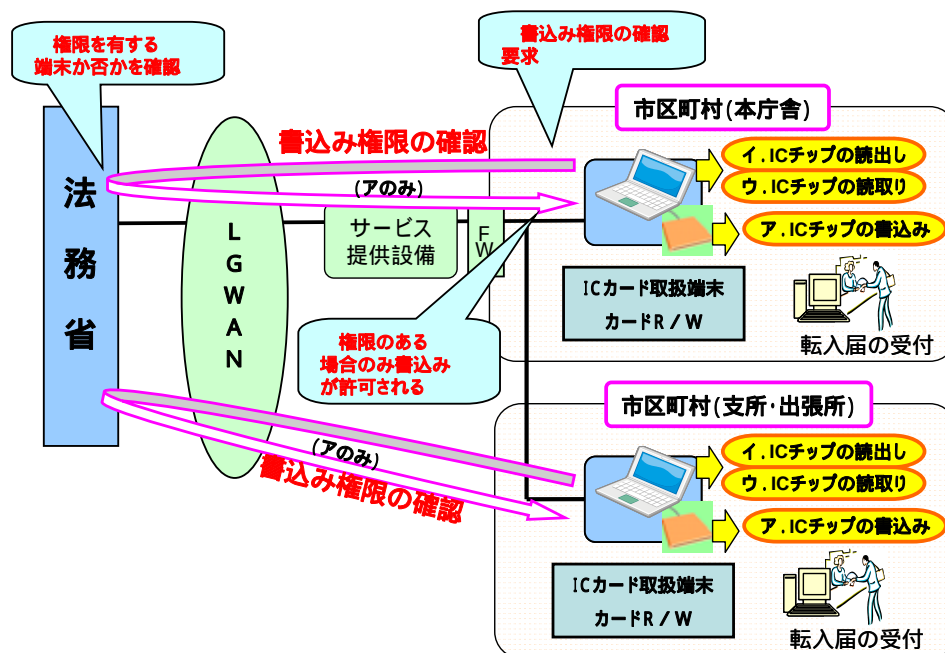 権限を有する
端末か否かを確認
書込み権限の確認
要求
市区町村(本庁舎)
書込み権限の確認
(アのみ)
イ.ICチップの読出し
ウ.ICチップの読取り
ア.ICチップの書込み
法
務
省
L
G
W
A
N
サービス
提供設備
F
W
ICカード取扱端末
カードR/W
転入届の受付
権限のある
場合のみ書込み
が許可される
市区町村(支所・出張所)
(アのみ)
書込み権限の確認
イ.ICチップの読出し
ウ.ICチップの読取り
ア.ICチップの書込み
ICカード取扱端末
カードR/W
転入届の受付